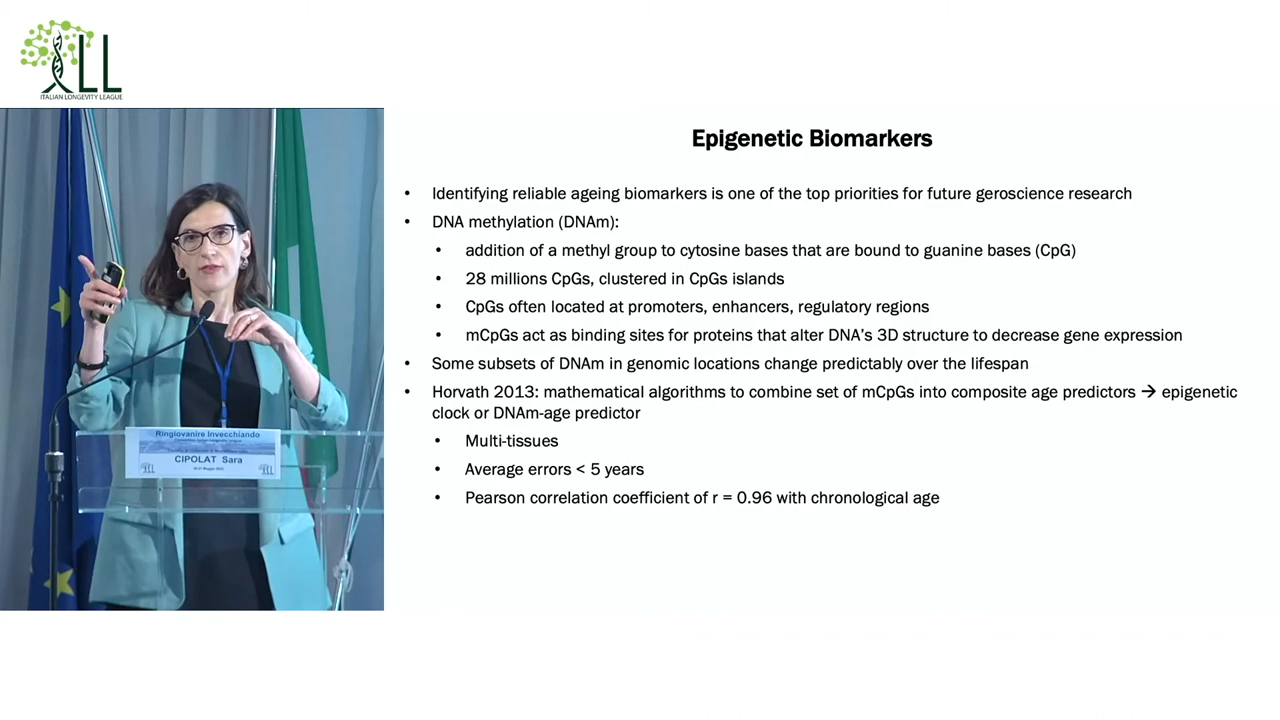 LL
ITALIAN LONGEVITY LEAGUE
Epigenetic Biomarkers
• Identifying reliable ageing biomarkers is one of the top priorities for future geroscience research
• DNA methylation (DNAm):
• addition of a methyl group to cytosine bases that are bound to guanine bases (CpG)
• 28 millions CpGs, clustered in CpGs islands
• CpGs often located at promoters, enhancers, regulatory regions
• mCpGs act as binding sites for proteins that alter DNA’s 3D structure to decrease gene expression
• Some subsets of DNAm in genomic locations change predictably over the lifespan
• Horvath 2013: mathematical algorithms to combine set of mCpGs into composite age predictors → epigenetic
clock or DNAm-age predictor
• Multi-tissues
• Average errors < 5 years
• Pearson correlation coefficient of r = 0.96 with chronological age
Ringiovanire Invecchiando
CIPOLAT Sara